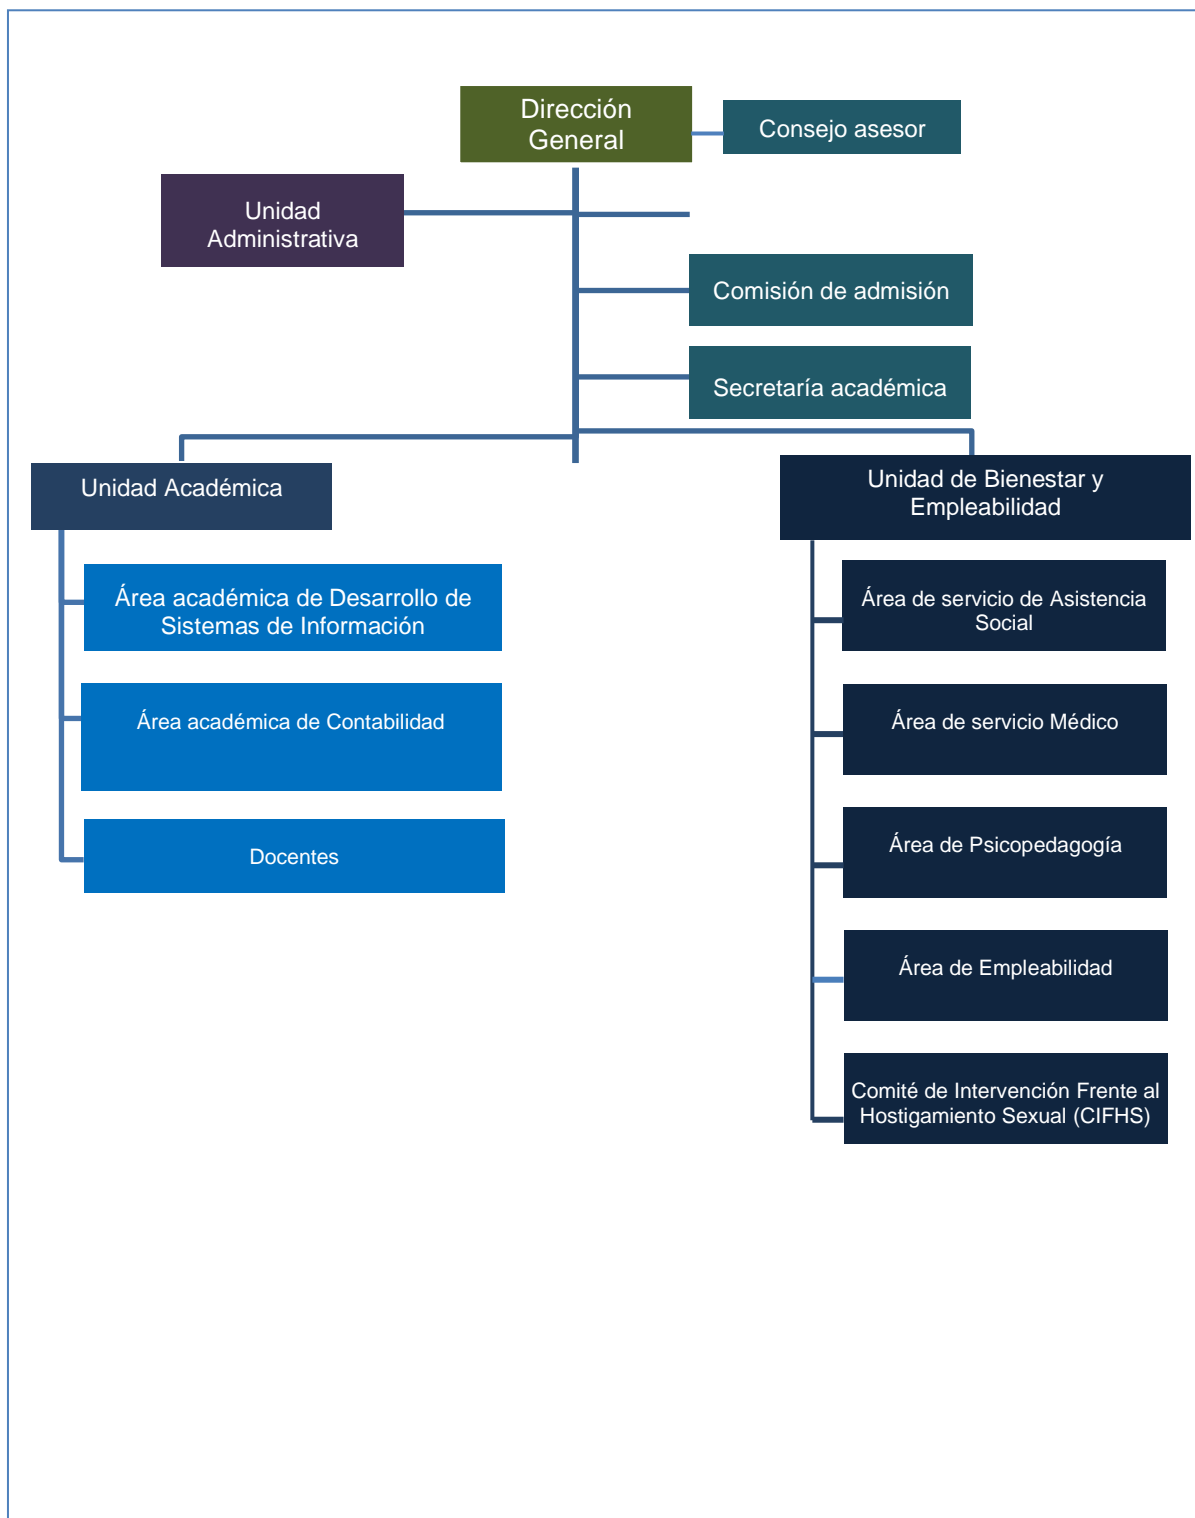 Dirección
General
Consejo asesor
Unidad
Administrativa
Comisión de admisión
Secretaría académica
Unidad Académica
Unidad de Bienestar y
Empleabilidad
Área académica de Desarrollo de
Sistemas de Información
Área académica de Contabilidad
Docentes
Área de servicio de Asistencia
Social
Área de servicio Médico
Área de Psicopedagogía
Área de Empleabilidad
Comité de Intervención Frente al
Hostigamiento Sexual (CIFHS)